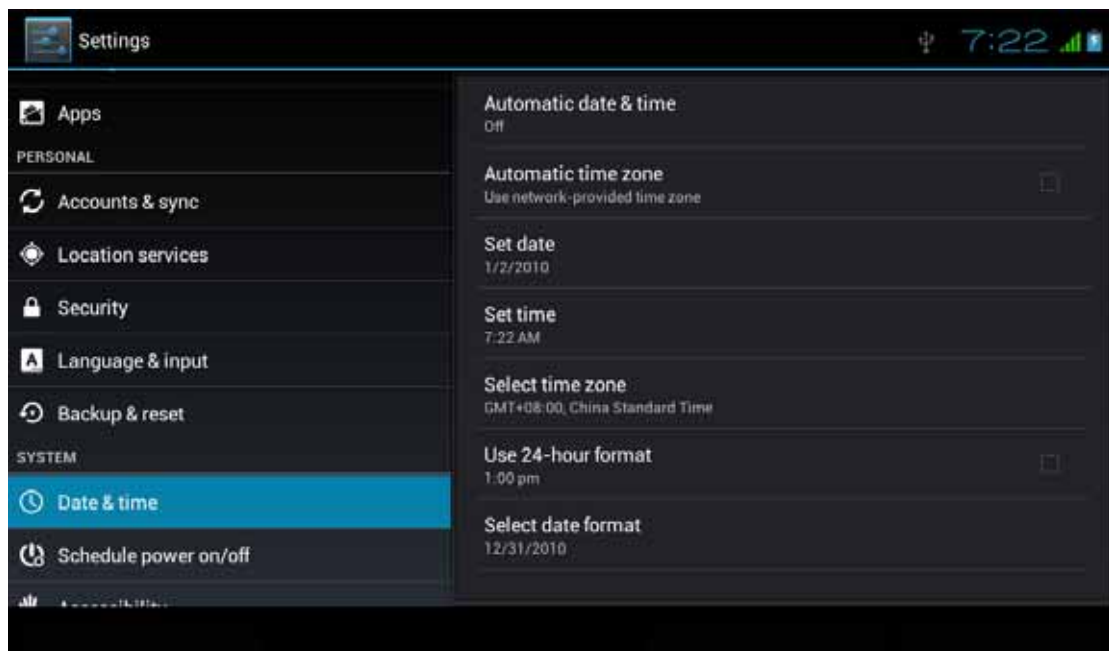 Settings
7:22
Apps
PERSONAL
Accounts & sync
Location services
Security
Language & input
Backup & reset
SYSTEM
Date & time
Schedule power on/off
Automatic date & time
Off
Automatic time zone
Use network-provided time zone
Set date
1/2/2010
Set time
7:22 AM
Select time zone
GMT+08:00, China Standard Time
Use 24-hour format
1:00 pm
Select date format
12/31/2010